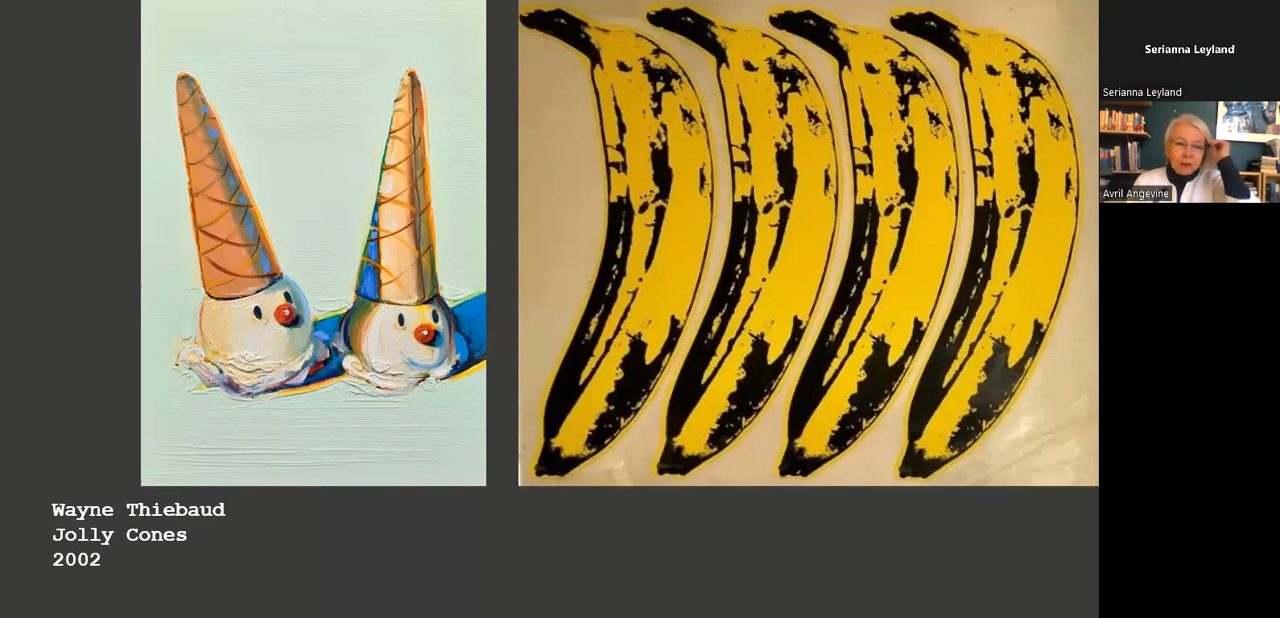 Wayne Thiebaud
Jolly Cones
2002
Serianna Leyland
Serianna Leyland
Avril Angevine